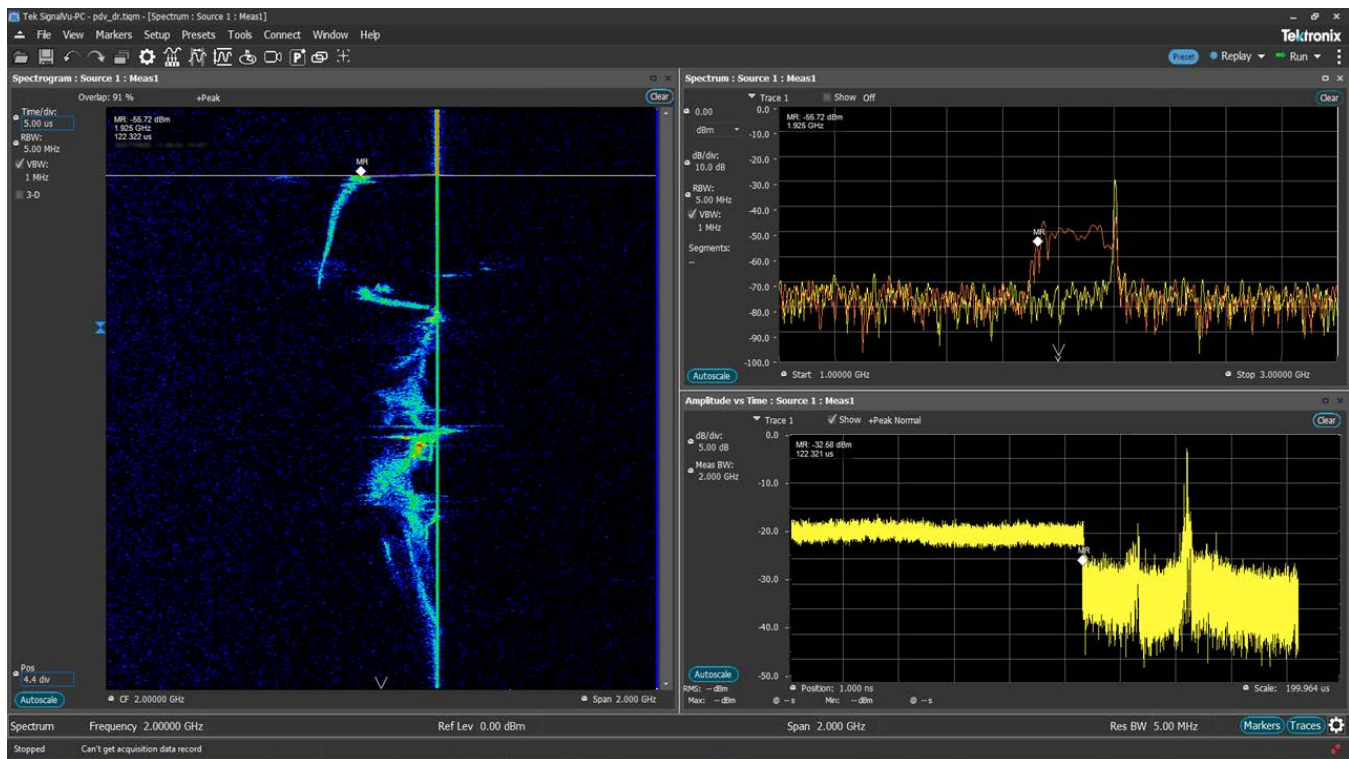 Tek SignalVu-PC - pdv_dr.tiqm - [Spectrum : Source 1 : Meas1]
File View Markers Setup Presets Tools Connect Window Help
Tektronix
Preset Replay Run
Spectrogram : Source 1 : Meas1
Overlap: 91 % +Peak Clear
Time/div:
5.00 us
RBW:
5.00 MHz
VBW:
1 MHz
3-D
MR: -55.72 dBm
1.925 GHz
122.322 us
MR
Pos
4.4 div
Autoscale CF 2.00000 GHz Span 2.000 GHz
Spectrum : Source 1 : Meas1
Trace 1 Show Off Clear
0.00
dBm
dB/div:
10.0 dB
RBW:
5.00 MHz
VBW:
1 MHz
Segments:
--
0.0
-10.0
-20.0
-30.0
-40.0
-50.0
-60.0
-70.0
-80.0
-90.0
-100.0
MR: -55.72 dBm
1.925 GHz
MR
Autoscale Start 1.00000 GHz Stop 3.00000 GHz
Amplitude vs Time : Source 1 : Meas1
Trace 1 Show +Peak Normal Clear
dB/div:
5.00 dB
Meas BW:
2.000 GHz
0.0
-10.0
-20.0
-30.0
-40.0
-50.0
MR: -32.58 dBm
122.321 us
MR
Autoscale
Position: 1.000 ns Scale: 199.964 us
RMS: -- dBm
Max: -- dBm @ -- s Min: -- dBm @ -- s
Spectrum Frequency 2.00000 GHz Ref Lev 0.00 dBm Span 2.000 GHz Res BW 5.00 MHz Markers Traces
Stopped Can't get acquisition data record